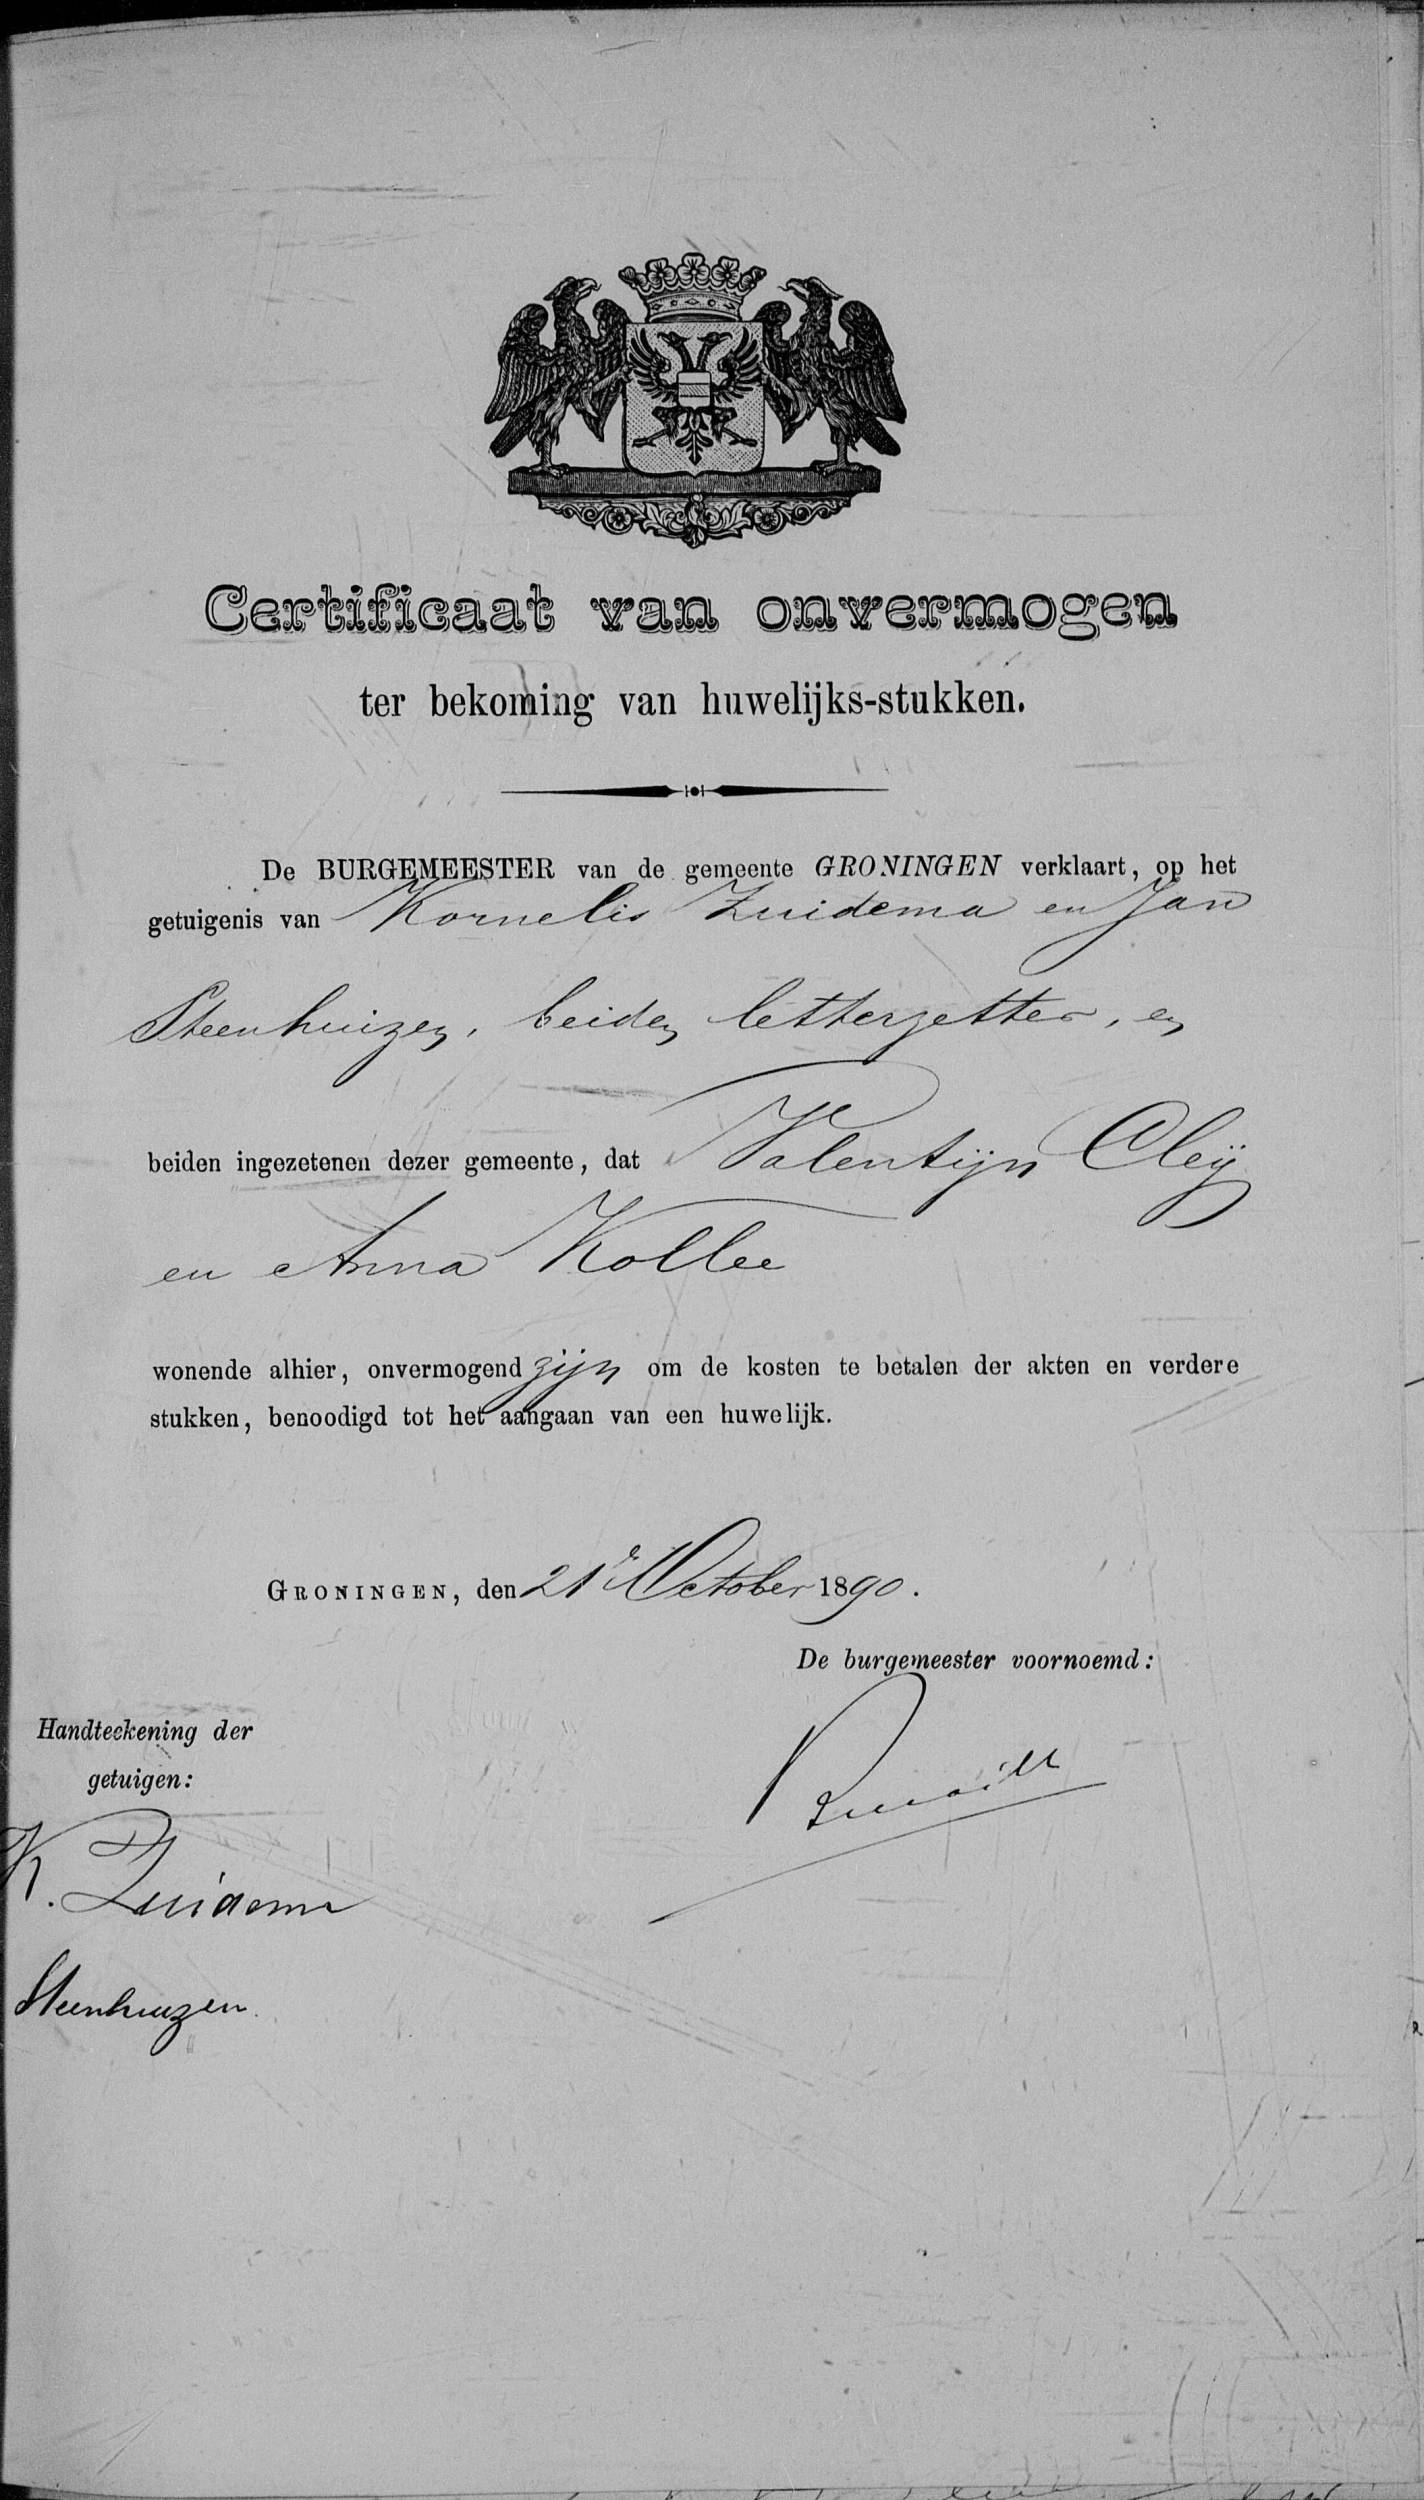 Certificaat van onvermogen
ter bekoming van huwelijks-stukken.
De BURGEMEESTER van de gemeente GRONINGEN verklaart, op het
getuigenis van Kornelis Zuidema en Jan
Steenhuizen, beiden letterzetter, en
beiden ingezetenen dezer gemeente, dat Valentijn Cleÿ
en Anna Kollee
wonende alhier, onvermogend zijn om de kosten te betalen der akten en verdere
stukken, benoodigd tot het aangaan van een huwelijk.
GRONINGEN, den 21e October 1890.
De burgemeester voornoemd:
Handteekening der
getuigen:
K. Zuidema
Steenhuizen